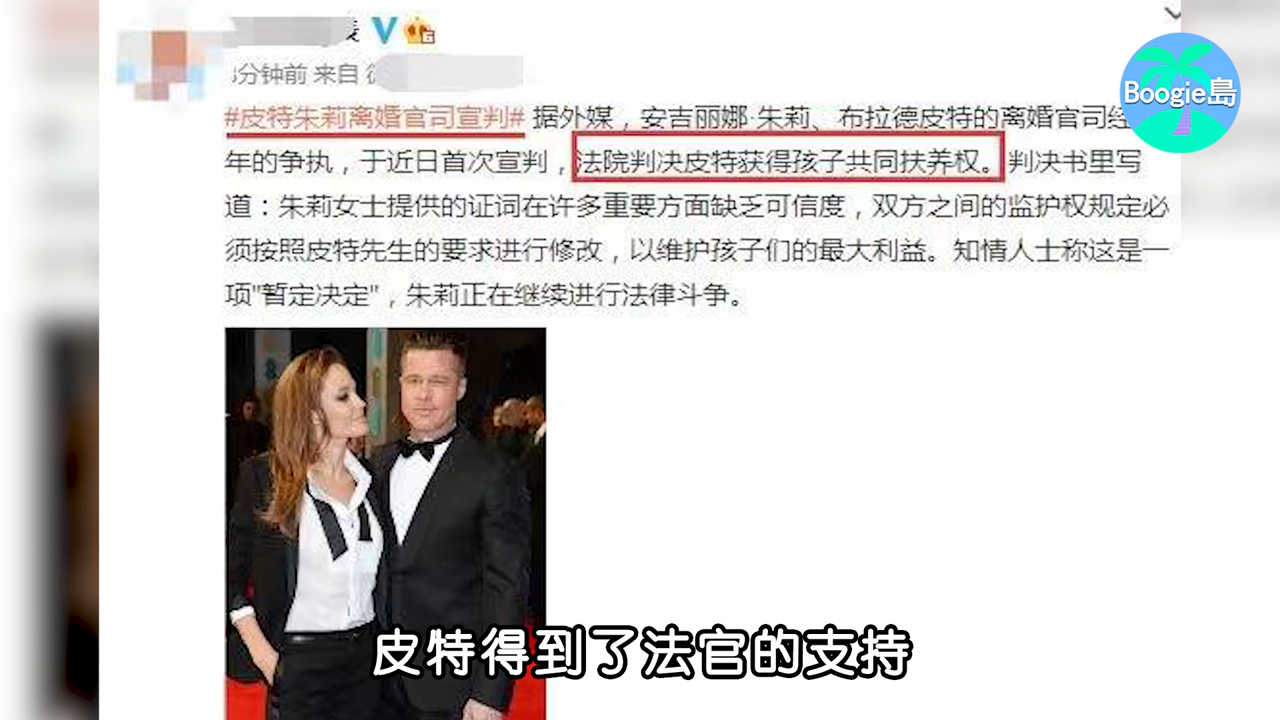 Boogie島
分钟前 来自
#皮特朱莉离婚官司宣判# 据外媒，安吉丽娜 朱莉、布拉德皮特的离婚官司经
年的争执，于近日首次宣判，法院判决皮特获得孩子共同扶养权。判决书里写
道：朱莉女士提供的证词在许多重要方面缺乏可信度，双方之间的监护权规定必
须按照皮特先生的要求进行修改，以维护孩子们的最大利益。知情人士称这是一
项"暂定决定"，朱莉正在继续进行法律斗争。
皮特得到了法官的支持